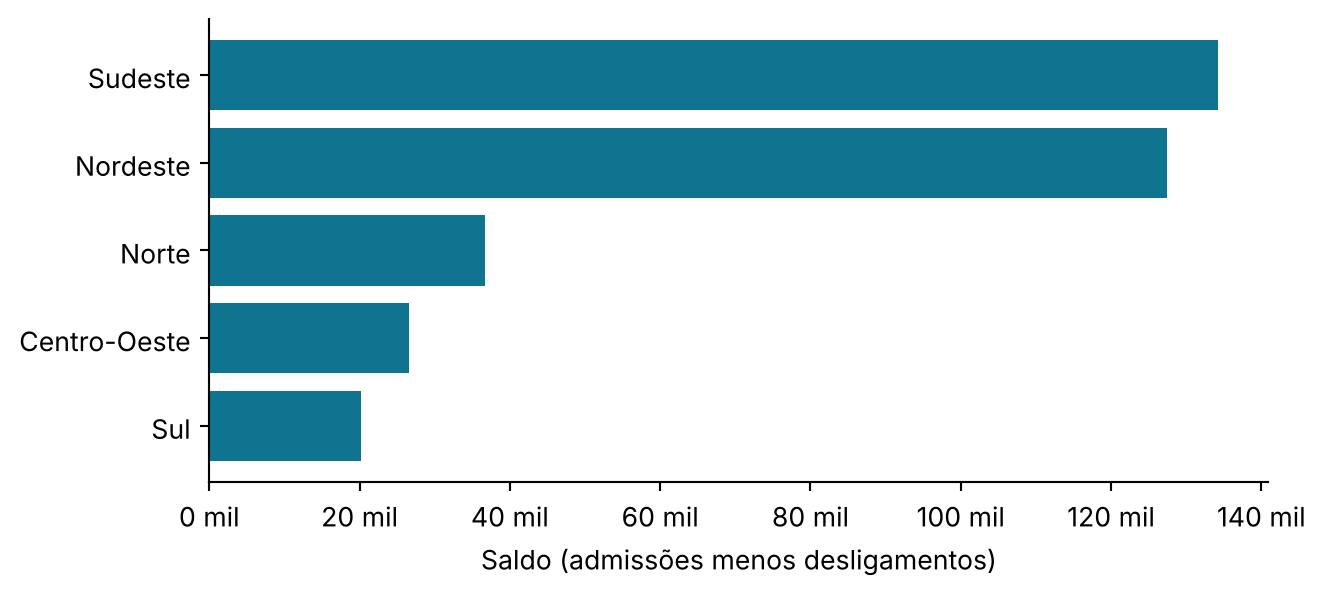 Sudeste
Nordeste
Norte
Centro-Oeste
Sul
0 mil 20 mil 40 mil 60 mil 80 mil 100 mil 120 mil 140 mil
Saldo (admissões menos desligamentos)